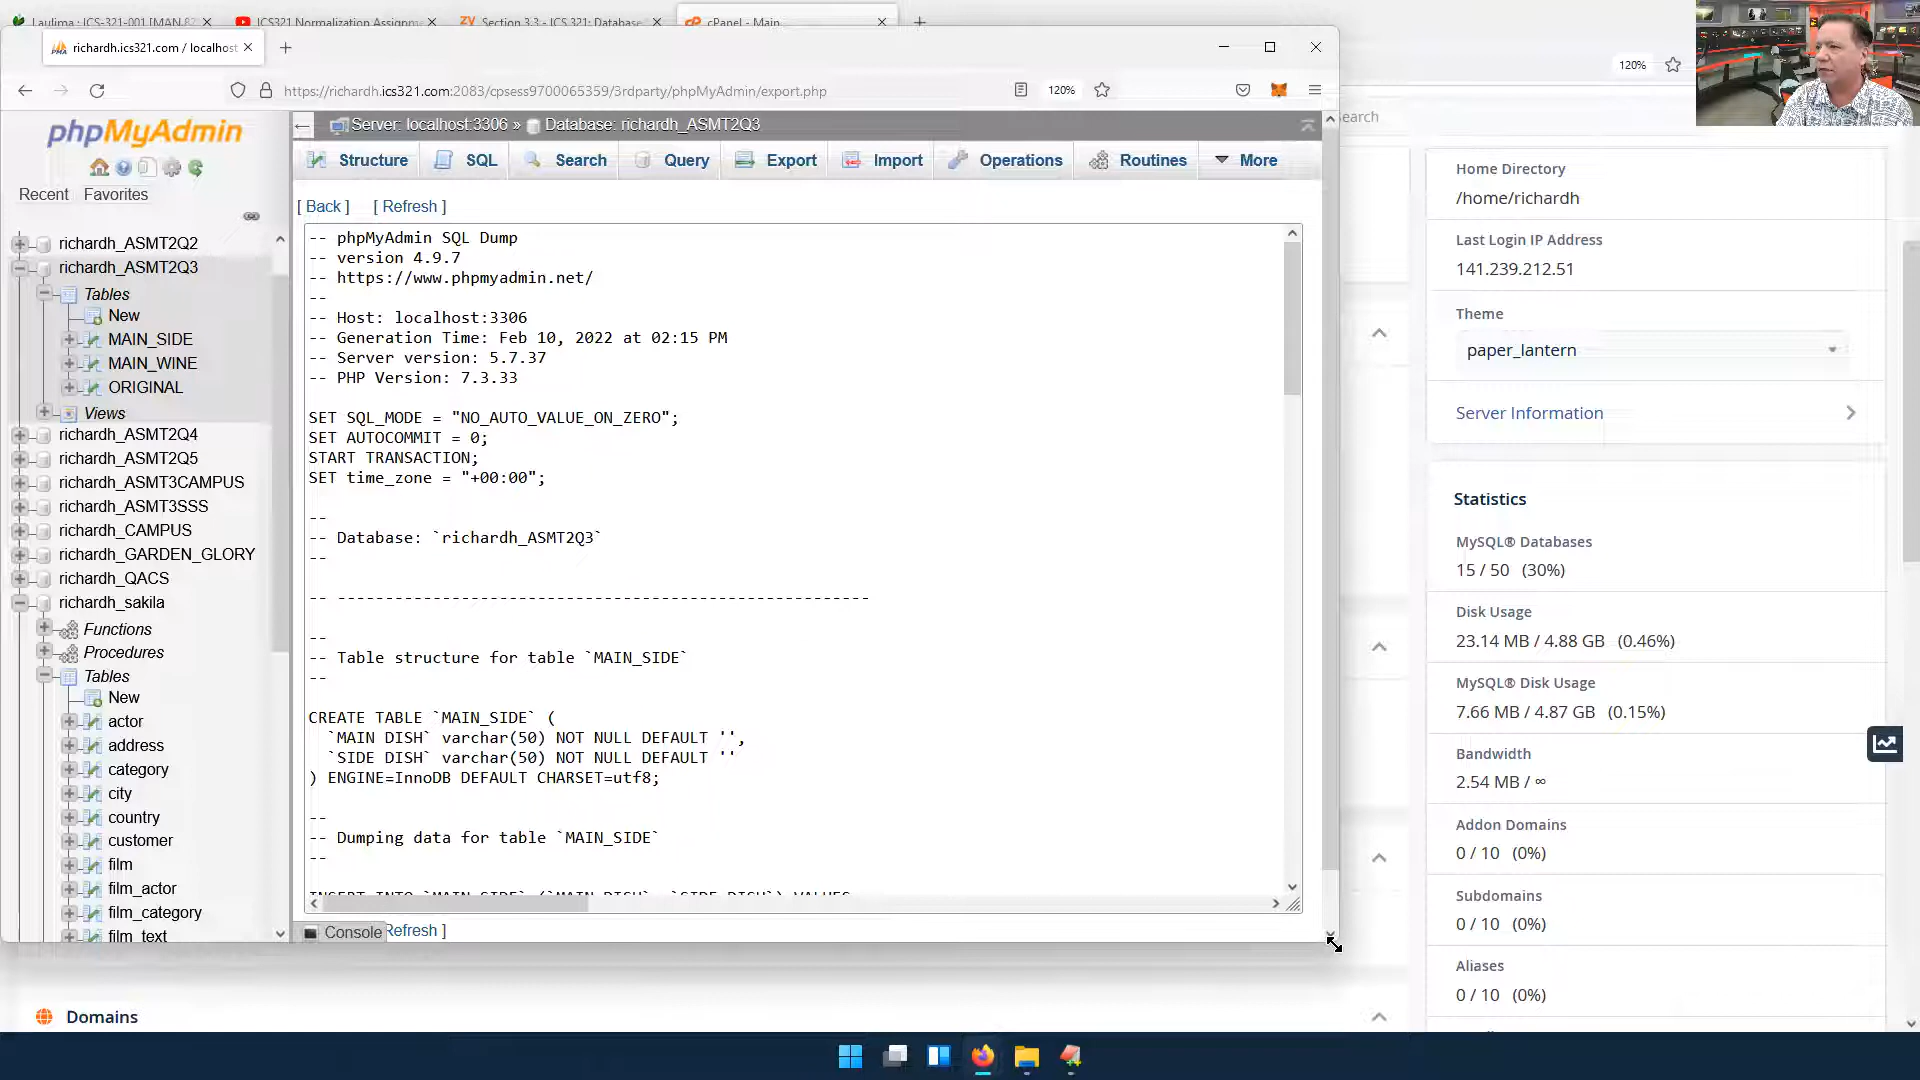 Laulima : ICS-321-001 [MAN.8
ICS321 Normalization Assignme
Section 3.3 - ICS 321: Database
cPanel - Main
richardh.ics321.com / localhost
https://richardh.ics321.com:2083/cpsess9700065359/3rdparty/phpMyAdmin/export.php
120%
120%
phpMyAdmin
Recent Favorites
richardh_ASMT2Q2
richardh_ASMT2Q3
Tables
New
MAIN_SIDE
MAIN_WINE
ORIGINAL
Views
richardh_ASMT2Q4
richardh_ASMT2Q5
richardh_ASMT3CAMPUS
richardh_ASMT3SSS
richardh_CAMPUS
richardh_GARDEN_GLORY
richardh_QACS
richardh_sakila
Functions
Procedures
Tables
New
actor
address
category
city
country
customer
film
film_actor
film_category
film_text
Server: localhost:3306 » Database: richardh_ASMT2Q3
Structure SQL Search Query Export Import Operations Routines More
[ Back ] [ Refresh ]
-- phpMyAdmin SQL Dump
-- version 4.9.7
-- https://www.phpmyadmin.net/
--
-- Host: localhost:3306
-- Generation Time: Feb 10, 2022 at 02:15 PM
-- Server version: 5.7.37
-- PHP Version: 7.3.33
SET SQL_MODE = "NO_AUTO_VALUE_ON_ZERO";
SET AUTOCOMMIT = 0;
START TRANSACTION;
SET time_zone = "+00:00";
--
-- Database: `richardh_ASMT2Q3`
--
-- --------------------------------------------------------
--
-- Table structure for table `MAIN_SIDE`
--
CREATE TABLE `MAIN_SIDE` (
`MAIN DISH` varchar(50) NOT NULL DEFAULT '',
`SIDE DISH` varchar(50) NOT NULL DEFAULT ''
) ENGINE=InnoDB DEFAULT CHARSET=utf8;
--
-- Dumping data for table `MAIN_SIDE`
--
INSERT INTO `MAIN_SIDE` (`MAIN DISH`, `SIDE DISH`) VALUES
Console
Refresh ]
earch
Home Directory
/home/richardh
Last Login IP Address
141.239.212.51
Theme
paper_lantern
Server Information
Statistics
MySQL® Databases
15 / 50 (30%)
Disk Usage
23.14 MB / 4.88 GB (0.46%)
MySQL® Disk Usage
7.66 MB / 4.87 GB (0.15%)
Bandwidth
2.54 MB / ∞
Addon Domains
0 / 10 (0%)
Subdomains
0 / 10 (0%)
Aliases
0 / 10 (0%)
Domains